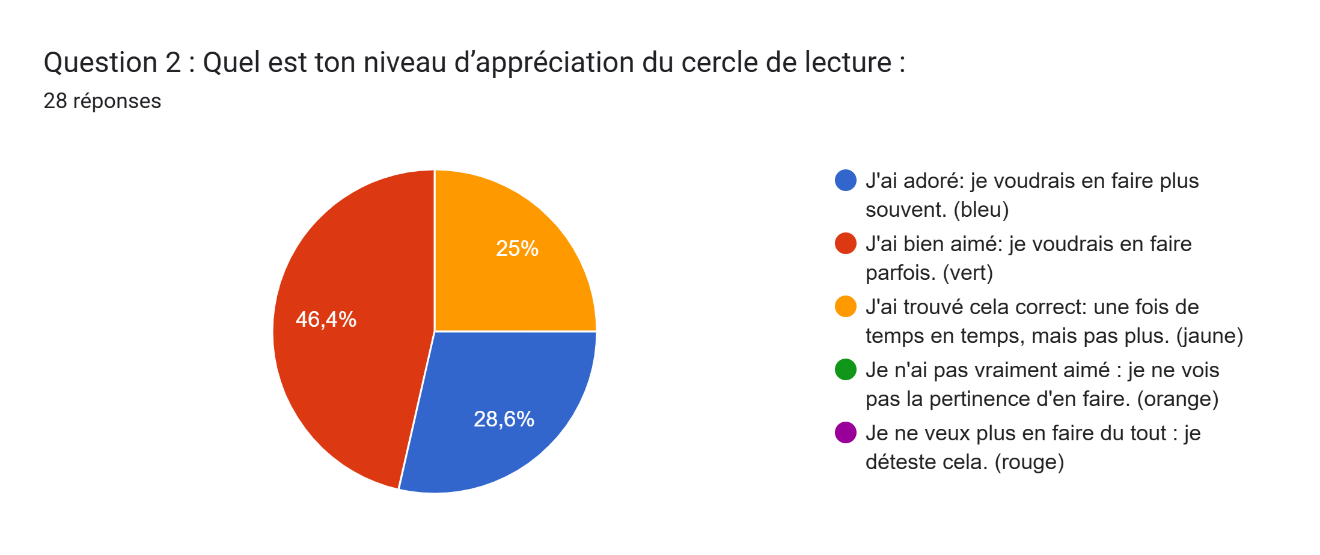 Question 2 : Quel est ton niveau d’appréciation du cercle de lecture :
28 réponses
25%
46,4%
28,6%
J'ai adoré: je voudrais en faire plus
souvent. (bleu)
J'ai bien aimé: je voudrais en faire
parfois. (vert)
J'ai trouvé cela correct: une fois de
temps en temps, mais pas plus. (jaune)
Je n'ai pas vraiment aimé : je ne vois
pas la pertinence d'en faire. (orange)
Je ne veux plus en faire du tout : je
déteste cela. (rouge)